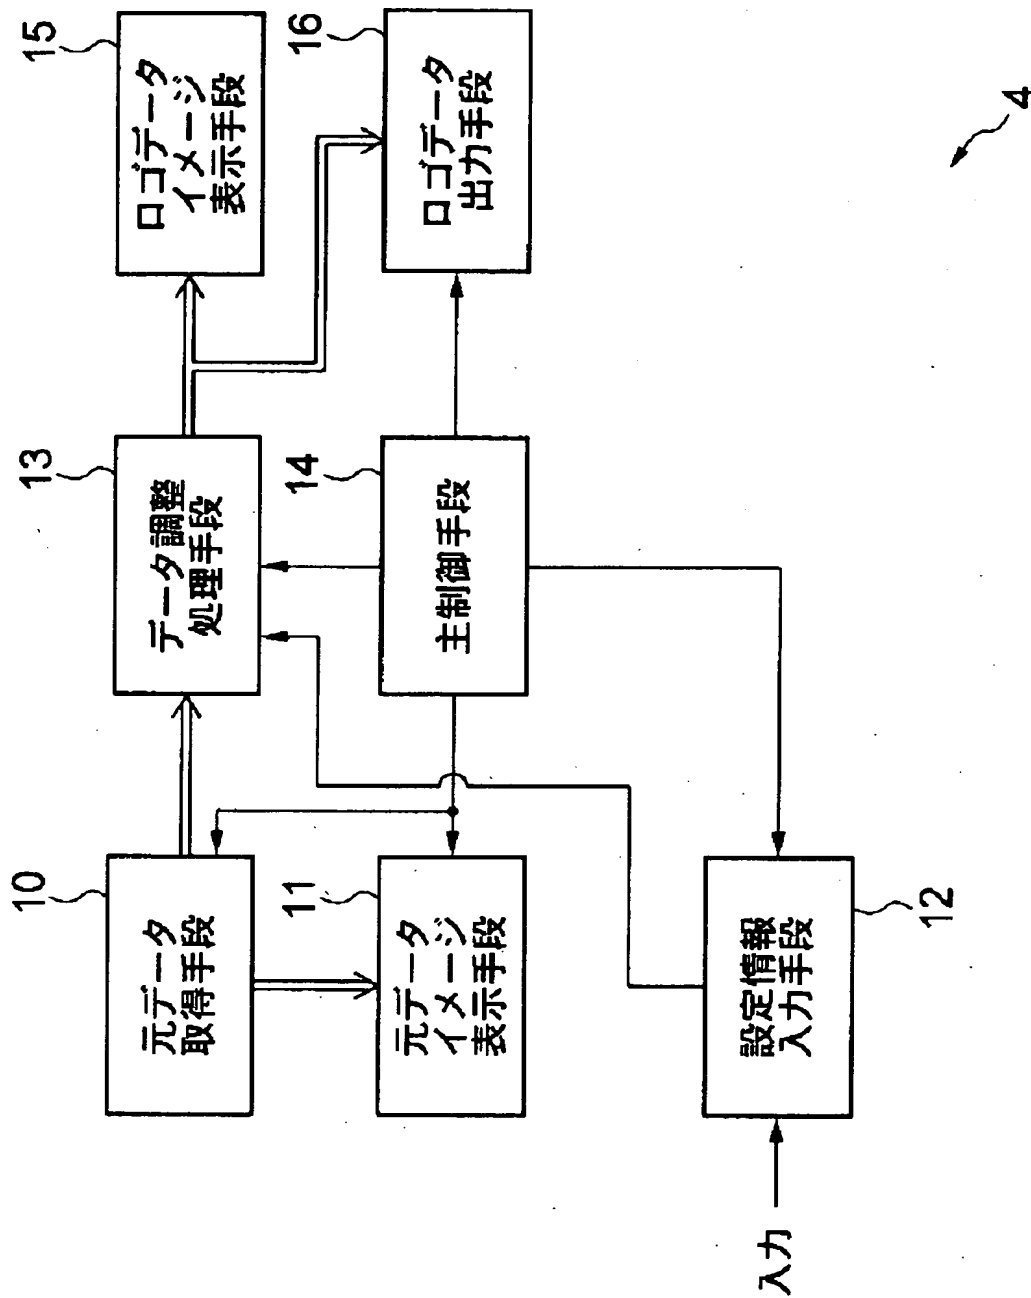 10
元データ
取得手段
13
データ調整
処理手段
15
ロゴデータ
イメージ
表示手段
11
元データ
イメージ
表示手段
14
主制御手段
16
ロゴデータ
出力手段
入力
設定情報
入力手段
12
4